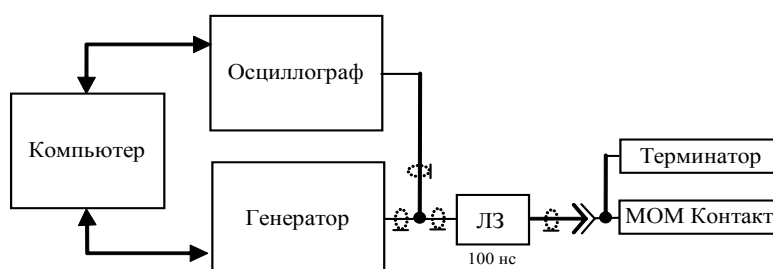 Осциллограф
Компьютер
Генератор
ЛЗ
100 нс
Терминатор
МОМ Контакт